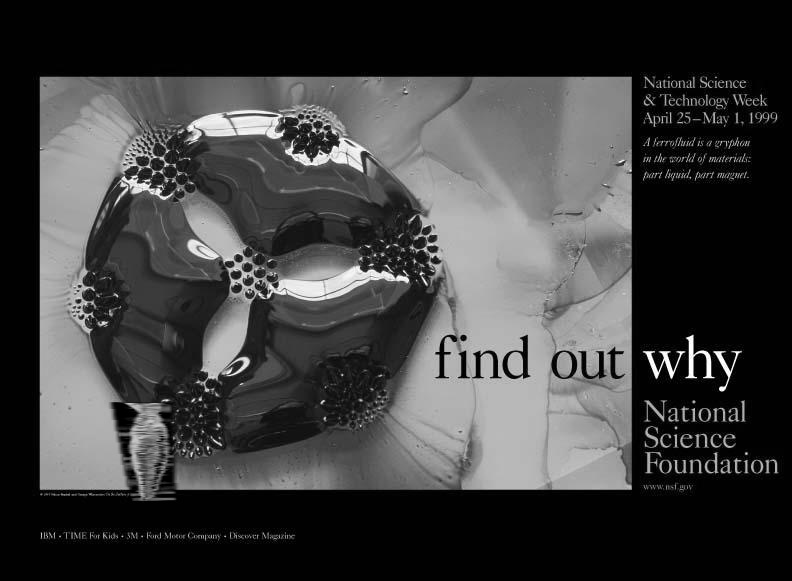 National Science
& Technology Week
April 25–May 1, 1999
A ferrofluid is a gryphon
in the world of materials:
part liquid, part magnet.
find out why
National
Science
Foundation
www.nsf.gov
IBM • TIME For Kids • 3M • Ford Motor Company • Discover Magazine